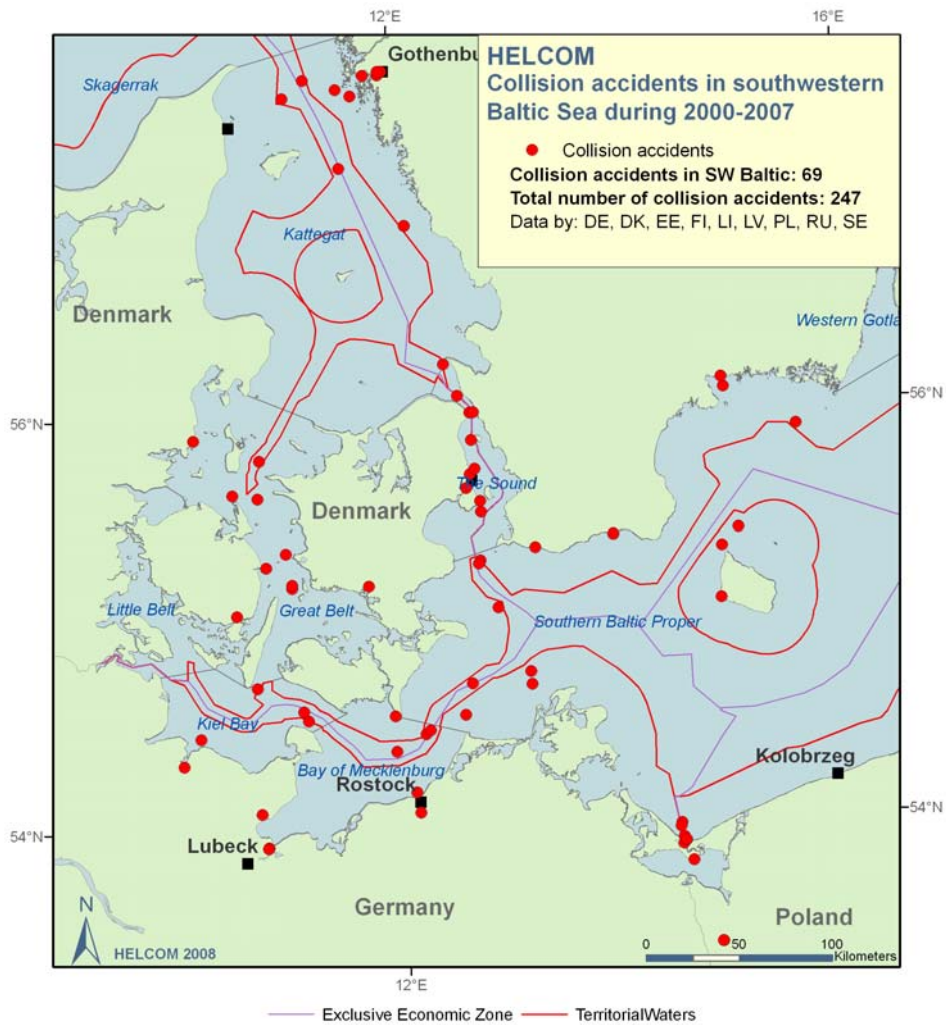 12°E
16°E
Gothenbu
HELCOM
Collision accidents in southwestern
Baltic Sea during 2000-2007
Collision accidents
Collision accidents in SW Baltic: 69
Total number of collision accidents: 247
Data by: DE, DK, EE, FI, LI, LV, PL, RU, SE
Skagerrak
Kattegat
Denmark
Western Gotla
56°N
56°N
The Sound
Denmark
Little Belt
Great Belt
Southern Baltic Proper
Kiel Bay
Bay of Mecklenburg
Kolobrzeg
Rostock
54°N
54°N
Lubeck
Germany
Poland
N
HELCOM 2008
0 50 100
Kilometers
12°E
Exclusive Economic Zone
TerritorialWaters